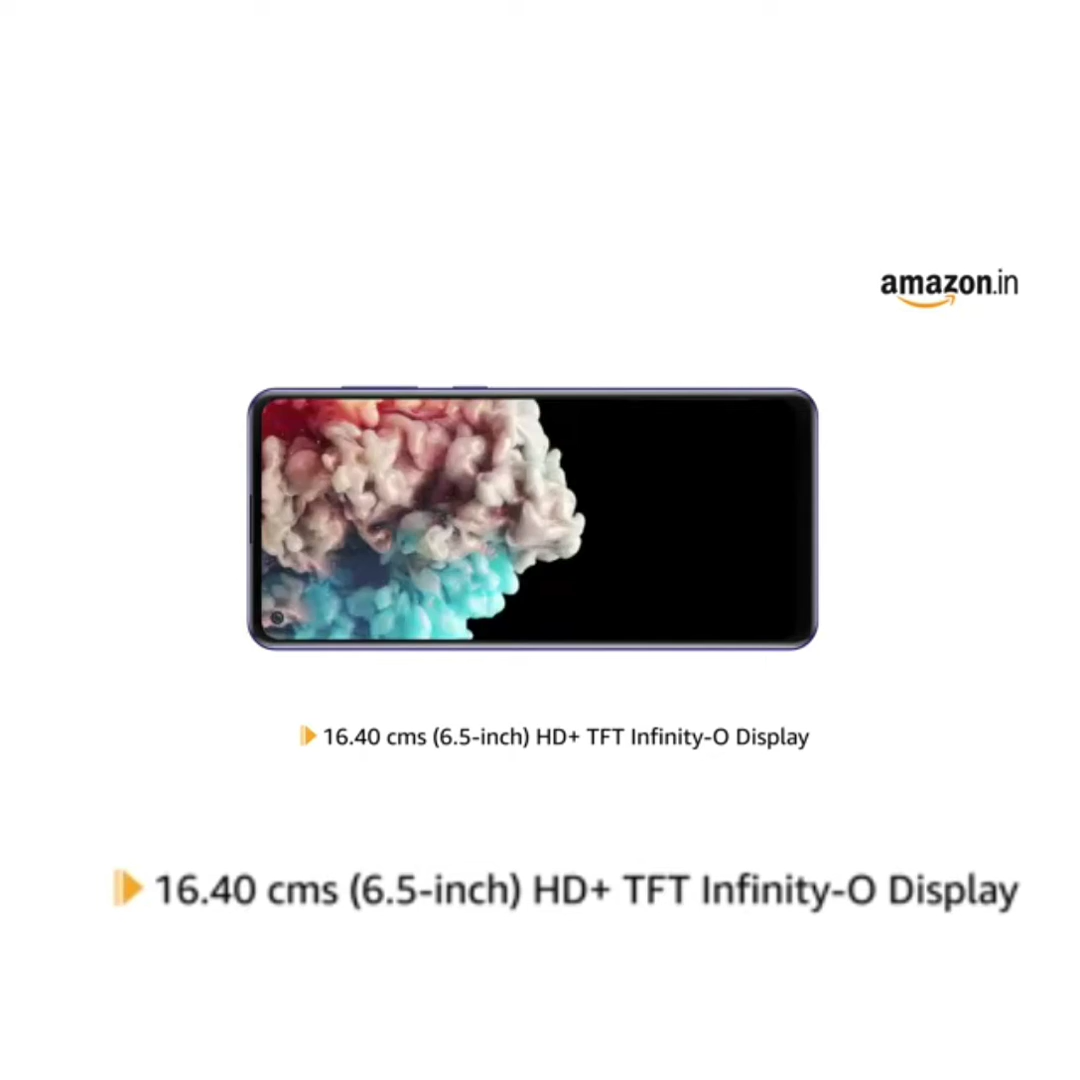 amazon.in
16.40 cms (6.5-inch) HD+ TFT Infinity-O Display
16.40 cms (6.5-inch) HD+ TFT Infinity-O Display